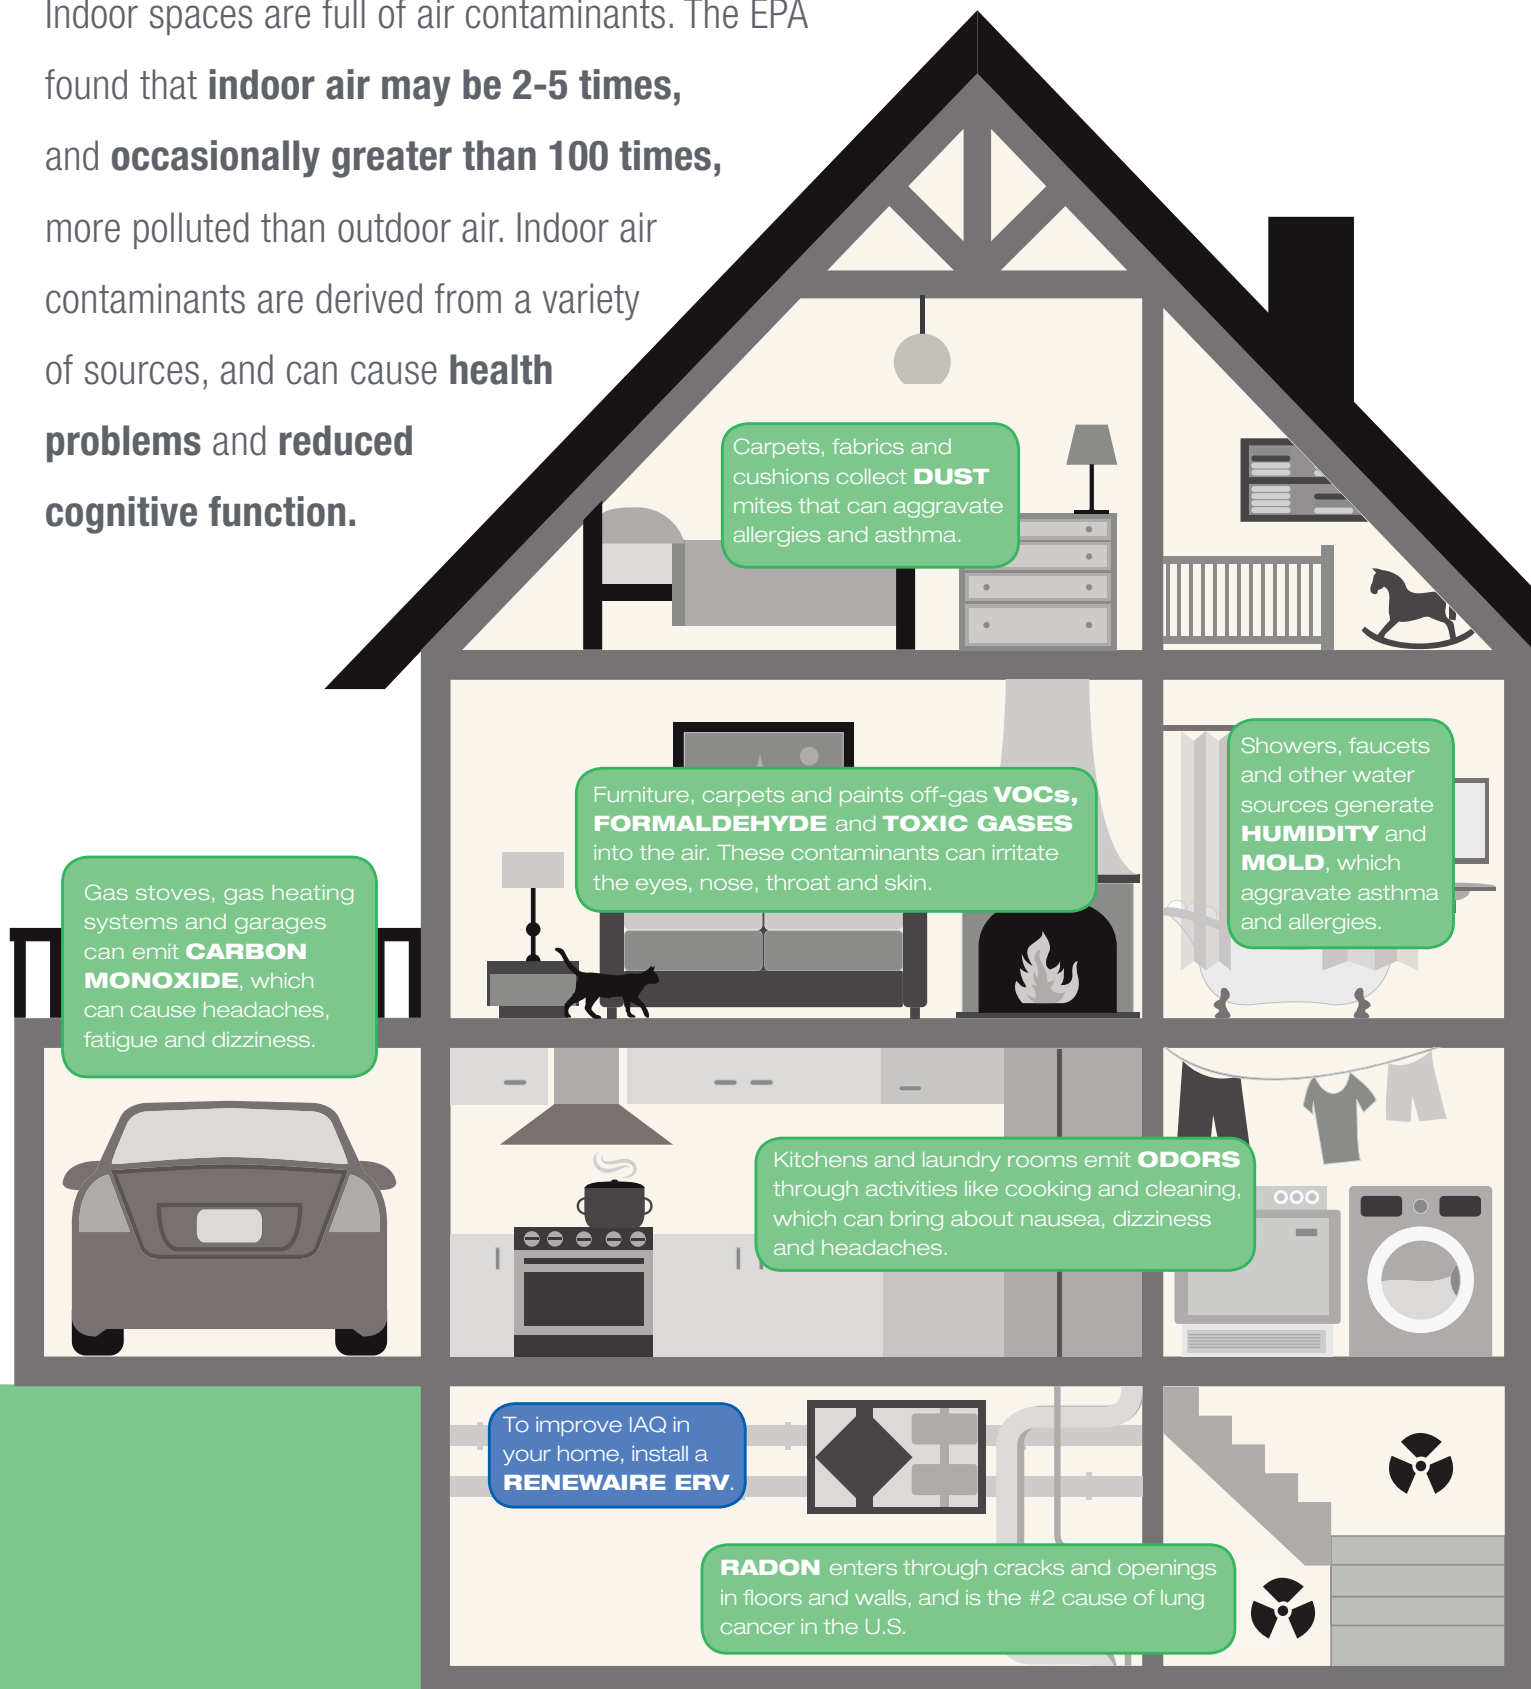 Indoor spaces are full of air contaminants. The EPA
found that indoor air may be 2-5 times,
and occasionally greater than 100 times,
more polluted than outdoor air. Indoor air
contaminants are derived from a variety
of sources, and can cause health
problems and reduced
cognitive function.
Carpets, fabrics and
cushions collect DUST
mites that can aggravate
allergies and asthma.
Furniture, carpets and paints off-gas VOCs,
FORMALDEHYDE and TOXIC GASES
into the air. These contaminants can irritate
the eyes, nose, throat and skin.
Showers, faucets
and other water
sources generate
HUMIDITY and
MOLD, which
aggravate asthma
and allergies.
Gas stoves, gas heating
systems and garages
can emit CARBON
MONOXIDE, which
can cause headaches,
fatigue and dizziness.
Kitchens and laundry rooms emit ODORS
through activities like cooking and cleaning,
which can bring about nausea, dizziness
and headaches.
To improve IAQ in
your home, install a
RENEWAIRE ERV.
RADON enters through cracks and openings
in floors and walls, and is the #2 cause of lung
cancer in the U.S.